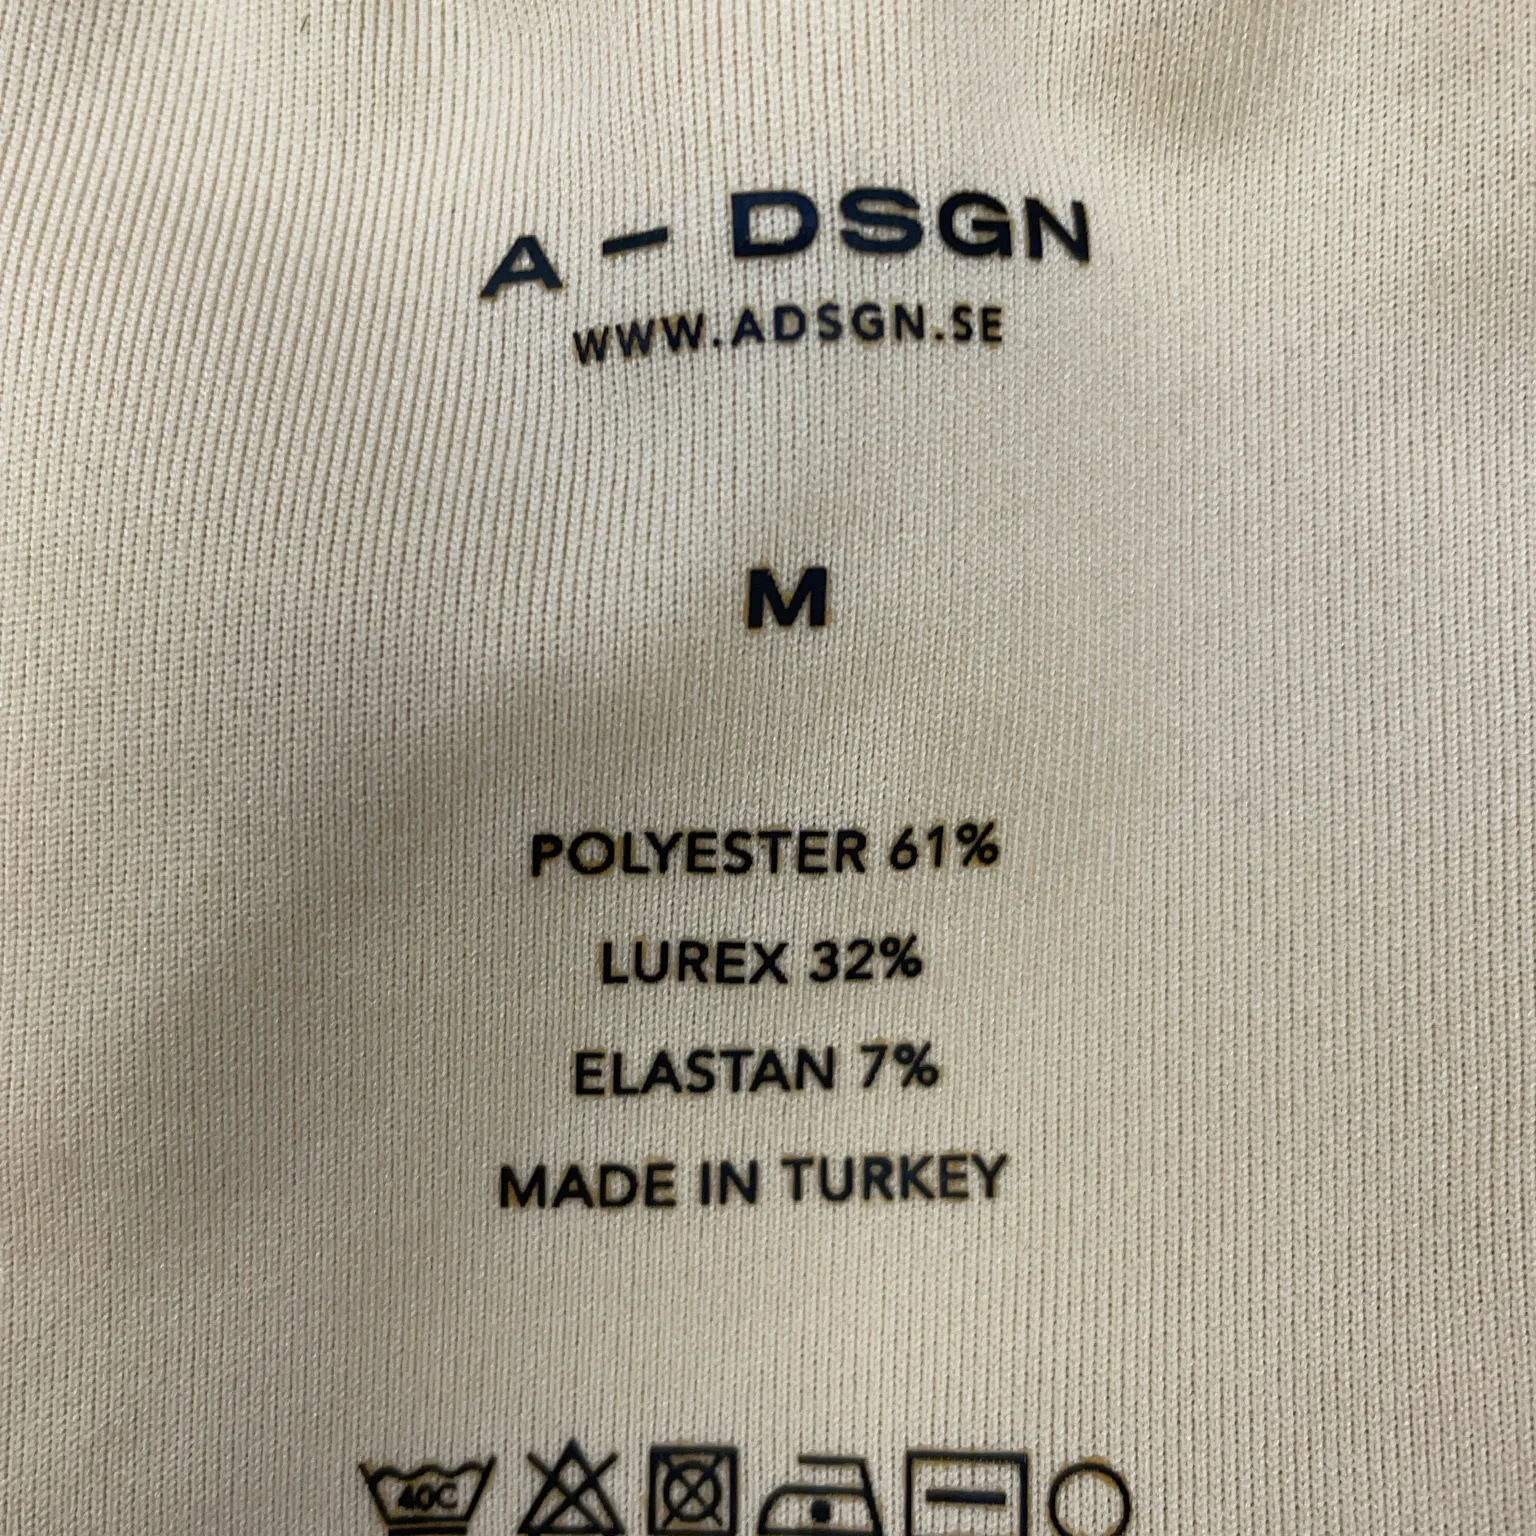 A — DSGN
WWW.ADSGN.SE
M
POLYESTER 61%
LUREX 32%
ELASTAN 7%
MADE IN TURKEY
40C